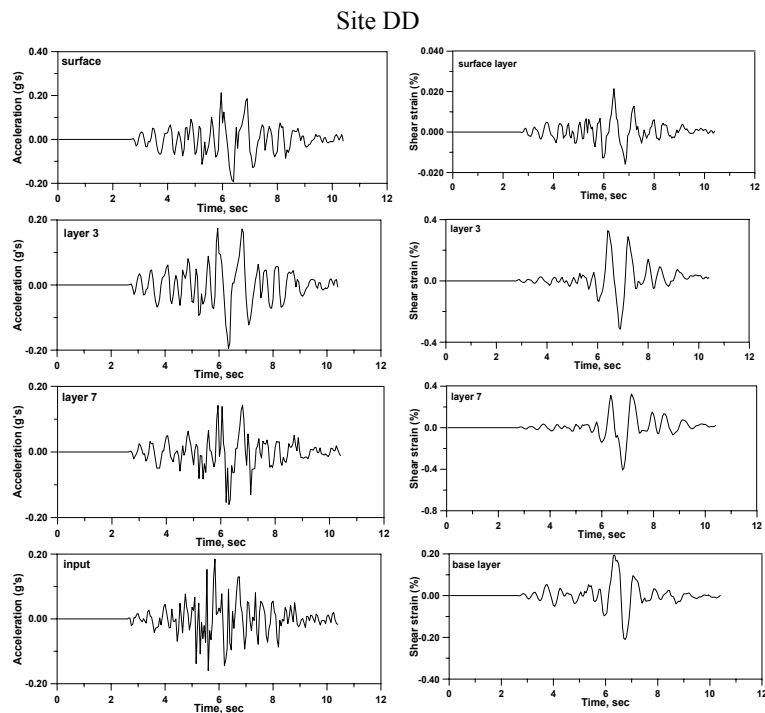 Site DD
0.40
0.20
0.00
-0.20
Acceleration (g's)
surface
0 2 4 6 8 10 12
Time, sec
0.040
0.020
0.000
-0.020
Shear strain (%)
surface layer
0 2 4 6 8 10 12
Time, sec
0.20
0.00
-0.20
Acceleration (g's)
layer 3
0 2 4 6 8 10 12
Time, sec
0.4
0.0
-0.4
Shear strain (%)
layer 3
0 2 4 6 8 10 12
Time, sec
0.20
0.00
-0.20
Acceleration (g's)
layer 7
0 2 4 6 8 10 12
Time, sec
0.4
0.0
-0.4
-0.8
Shear strain (%)
layer 7
0 2 4 6 8 10 12
Time, sec
0.20
0.00
-0.20
Acceleration (g's)
input
0 2 4 6 8 10 12
Time, sec
0.20
0.00
-0.20
-0.40
Shear strain (%)
base layer
0 2 4 6 8 10 12
Time, sec